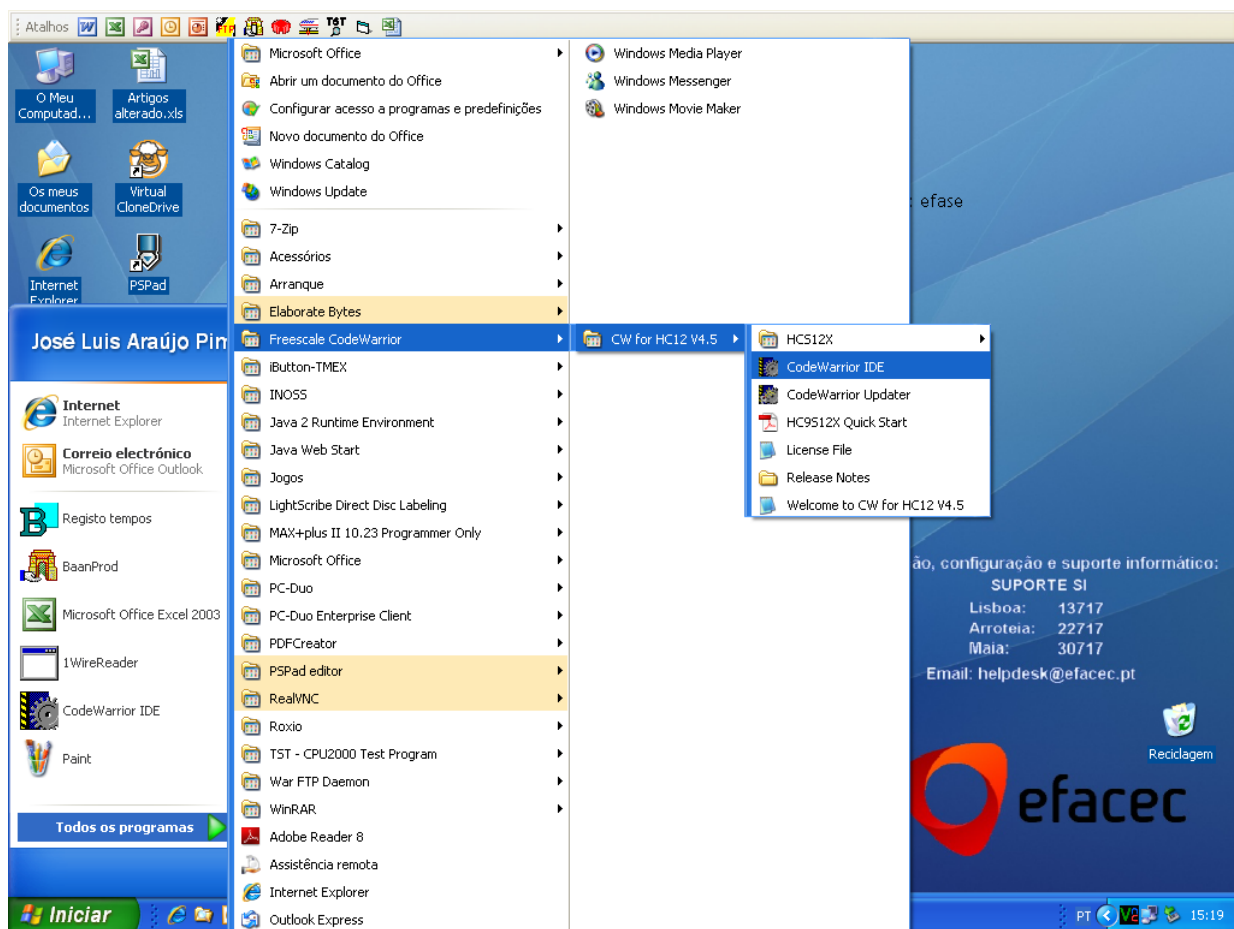 Atalhos
O Meu
Computad...
Artigos
alterado.xls
Os meus
documentos
Virtual
CloneDrive
Internet
Explorer
PSPad
José Luis Araújo Pin
Internet
Internet Explorer
Correio electrónico
Microsoft Office Outlook
Registo tempos
BaanProd
Microsoft Office Excel 2003
1WireReader
CodeWarrior IDE
Paint
Todos os programas
Iniciar
Microsoft Office
Abrir um documento do Office
Configurar acesso a programas e predefinições
Novo documento do Office
Windows Catalog
Windows Update
7-Zip
Acessórios
Arranque
Elaborate Bytes
Freescale CodeWarrior
iButton-TMEX
INOSS
Java 2 Runtime Environment
Java Web Start
Jogos
LightScribe Direct Disc Labeling
MAX+plus II 10.23 Programmer Only
Microsoft Office
PC-Duo
PC-Duo Enterprise Client
PDFCreator
PSPad editor
RealVNC
Roxio
TST - CPU2000 Test Program
War FTP Daemon
WinRAR
Adobe Reader 8
Assistência remota
Internet Explorer
Outlook Express
Windows Media Player
Windows Messenger
Windows Movie Maker
CW for HC12 V4.5
HCS12X
CodeWarrior IDE
CodeWarrior Updater
HC9S12X Quick Start
License File
Release Notes
Welcome to CW for HC12 V4.5
: efase
ão, configuração e suporte informático:
SUPORTE SI
Lisboa: 13717
Arroteia: 22717
Maia: 30717
Email: helpdesk@efacec.pt
Reciclagem
efacec
PT
15:19